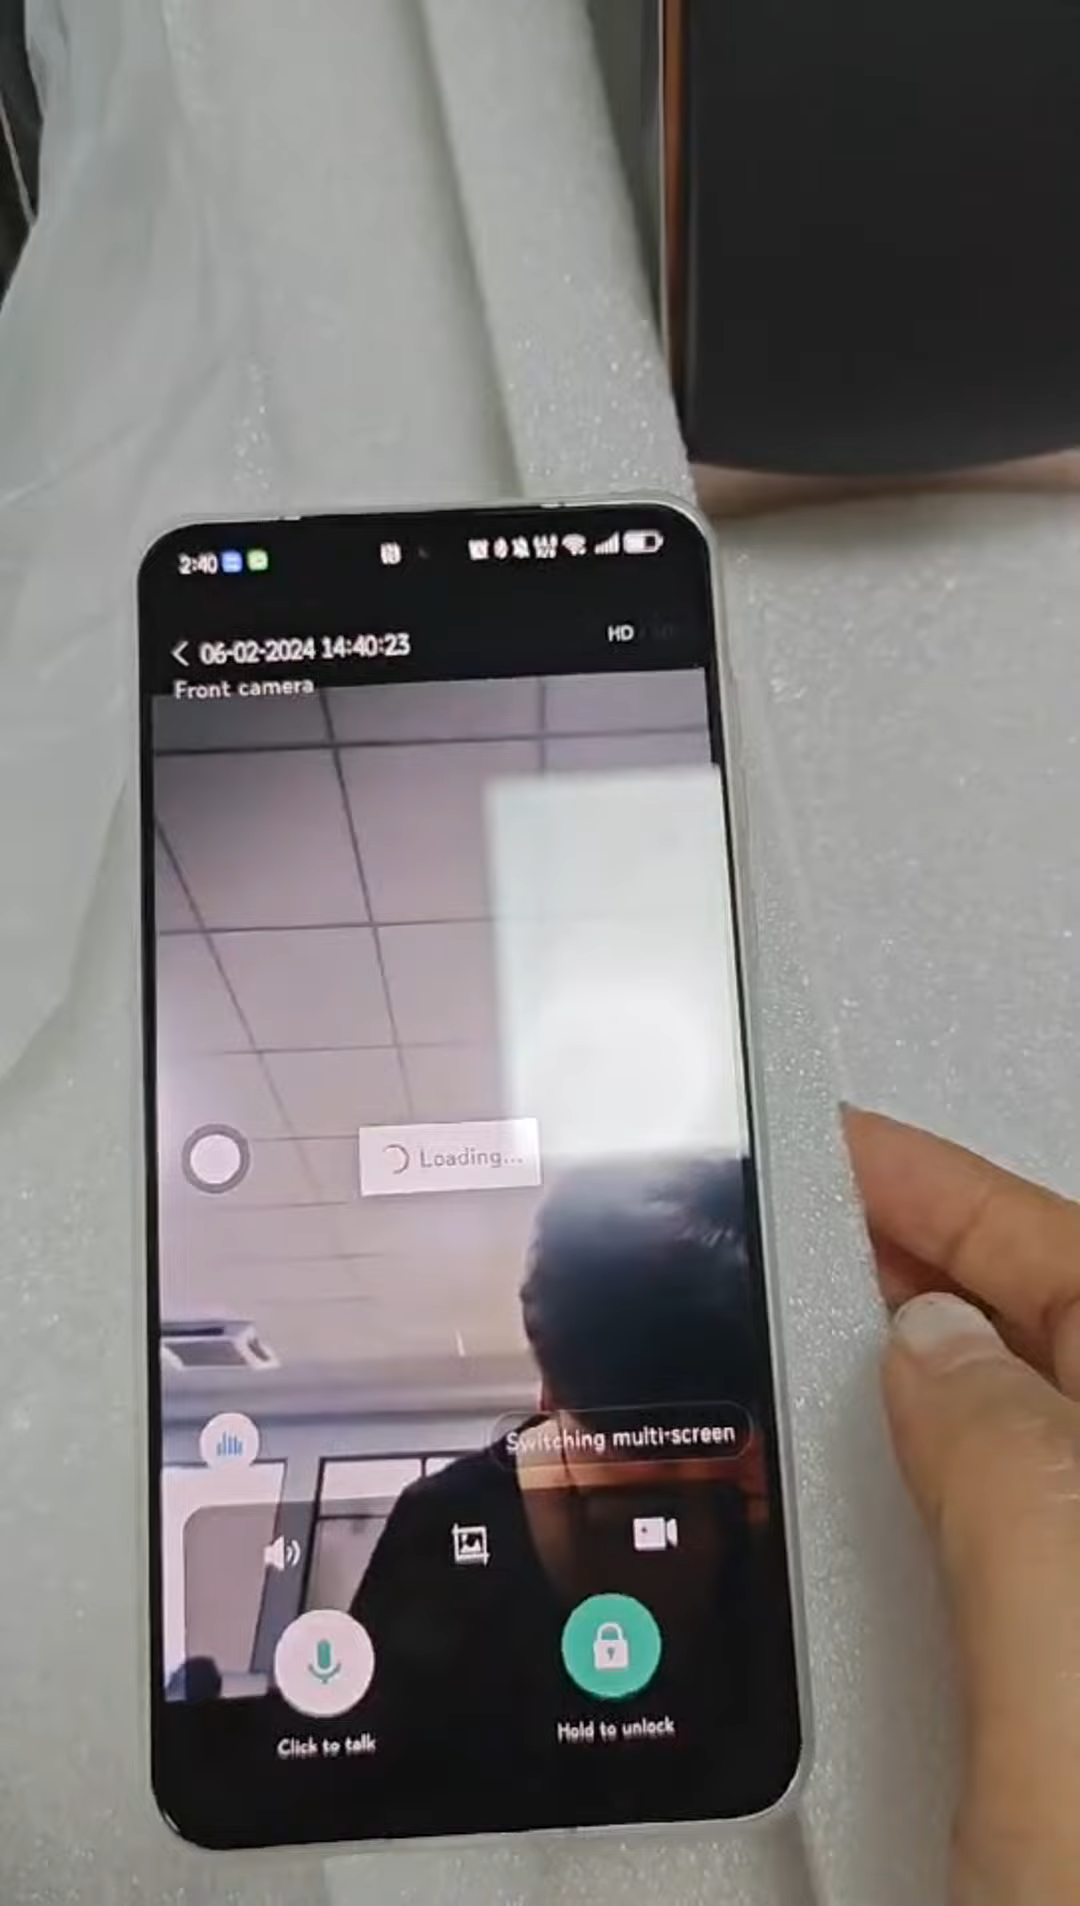 2:40
06-02-2024 14:40:23
HD
Front camera
Loading...
Switching multi-screen
Click to talk
Hold to unlock